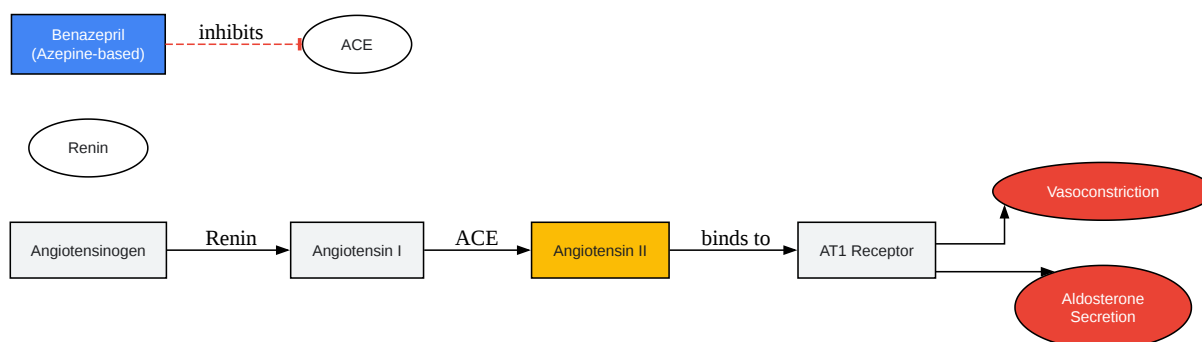 Benazepril
(Azepine-based)
inhibits
ACE
Renin
Angiotensinogen
Renin
Angiotensin I
ACE
Angiotensin II
binds to
AT1 Receptor
Vasoconstriction
Aldosterone
Secretion